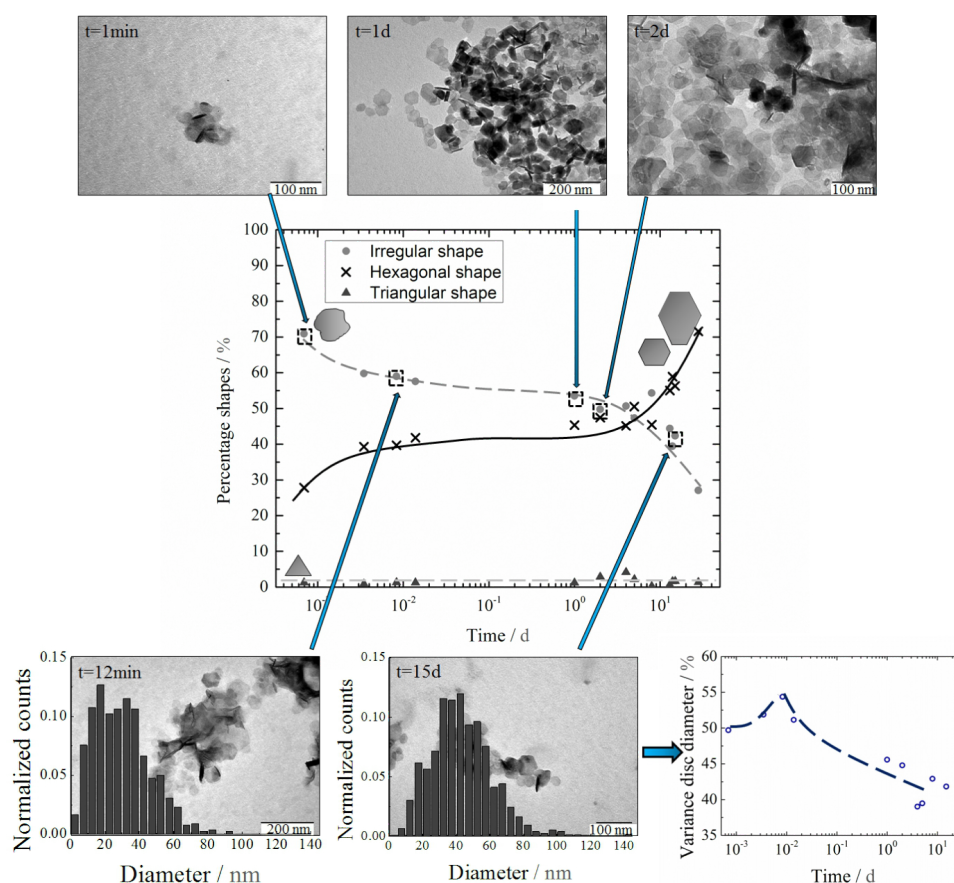 t=1min
100 nm
t=1d
200 nm
t=2d
100 nm
100
90
80
70
60
50
40
30
20
10
0
Percentage shapes / %
Irregular shape
Hexagonal shape
Triangular shape
10⁻³
10⁻²
10⁻¹
10⁰
10¹
Time / d
t=12min
0.15
0.10
0.05
0.00
Normalized counts
200 nm
0 20 40 60 80 100 120 140
Diameter / nm
t=15d
0.15
0.10
0.05
0.00
Normalized counts
100 nm
0 20 40 60 80 100 120 140
Diameter / nm
60
55
50
45
40
35
Variance disc diameter / %
10⁻³ 10⁻² 10⁻¹ 10⁰ 10¹
Time / d